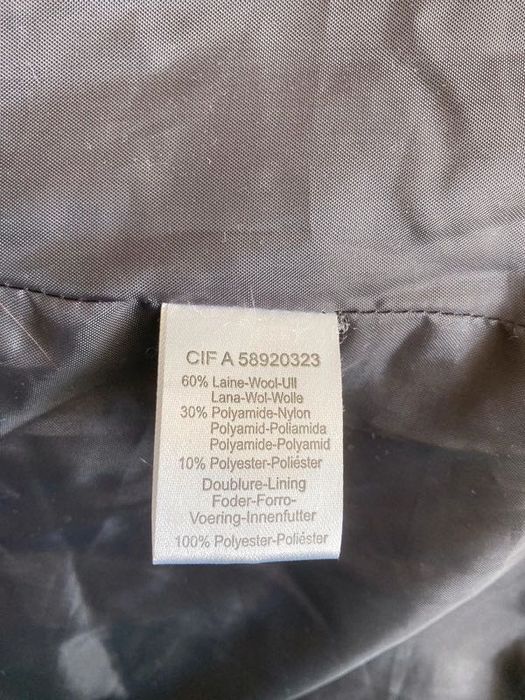 CIF A 58920323
60% Laine-Wool-Ull
Lana-Wol-Wolle
30% Polyamide-Nylon
Polyamid-Poliamida
Polyamide-Polyamid
10% Polyester-Poliéster
Doublure-Lining
Foder-Forro-
Voering-Innenfutter
100% Polyester-Poliéster